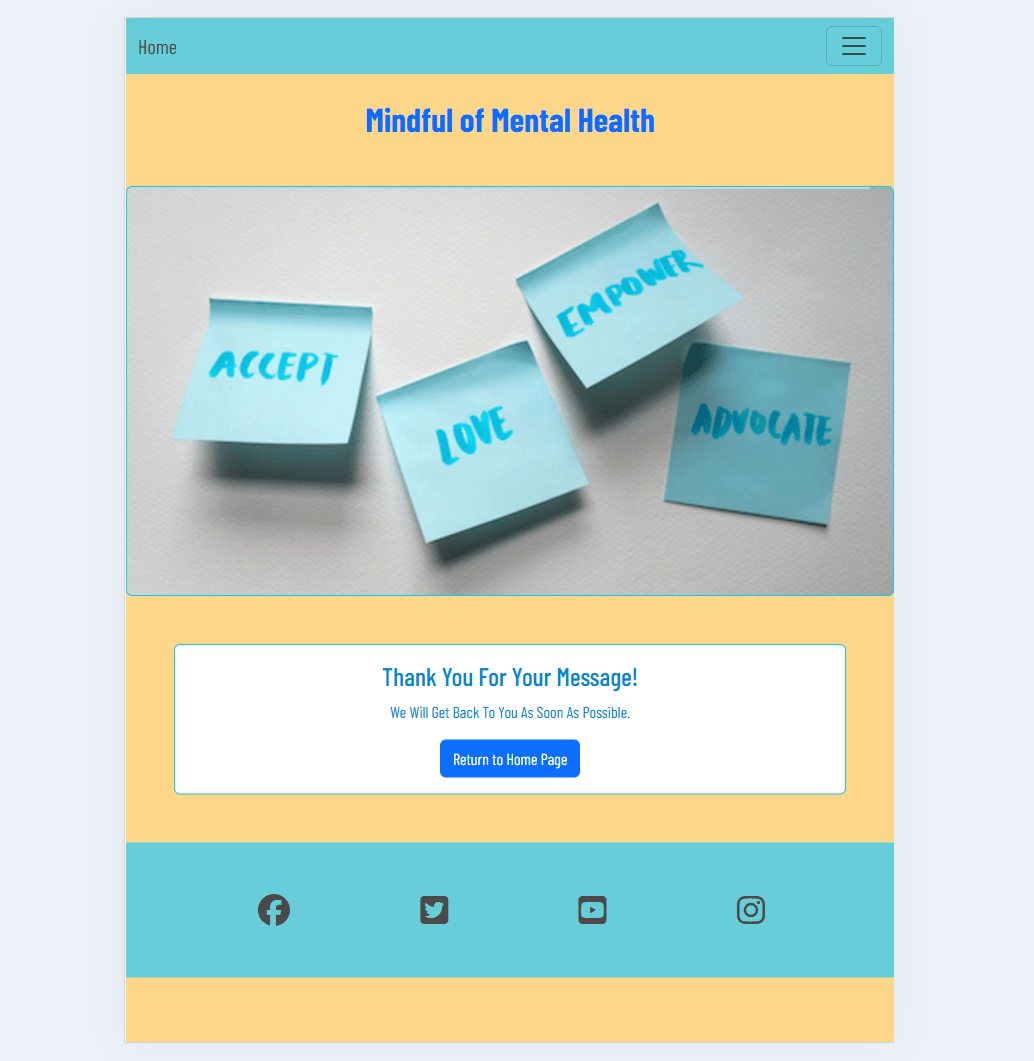 Home
Mindful of Mental Health
EMPOWER
ACCEPT
LOVE
ADVOCATE
Thank You For Your Message!
We Will Get Back To You As Soon As Possible.
Return to Home Page